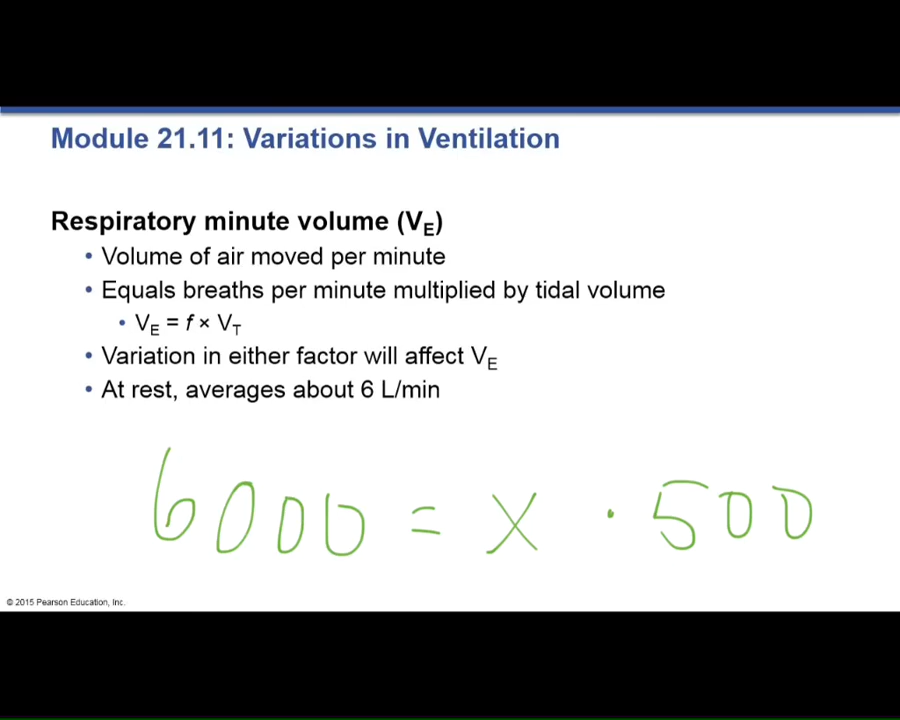 Module 21.11: Variations in Ventilation
Respiratory minute volume (VE)
• Volume of air moved per minute
• Equals breaths per minute multiplied by tidal volume
• VE = f × VT
• Variation in either factor will affect VE
• At rest, averages about 6 L/min
6000 = x · 500
© 2015 Pearson Education, Inc.